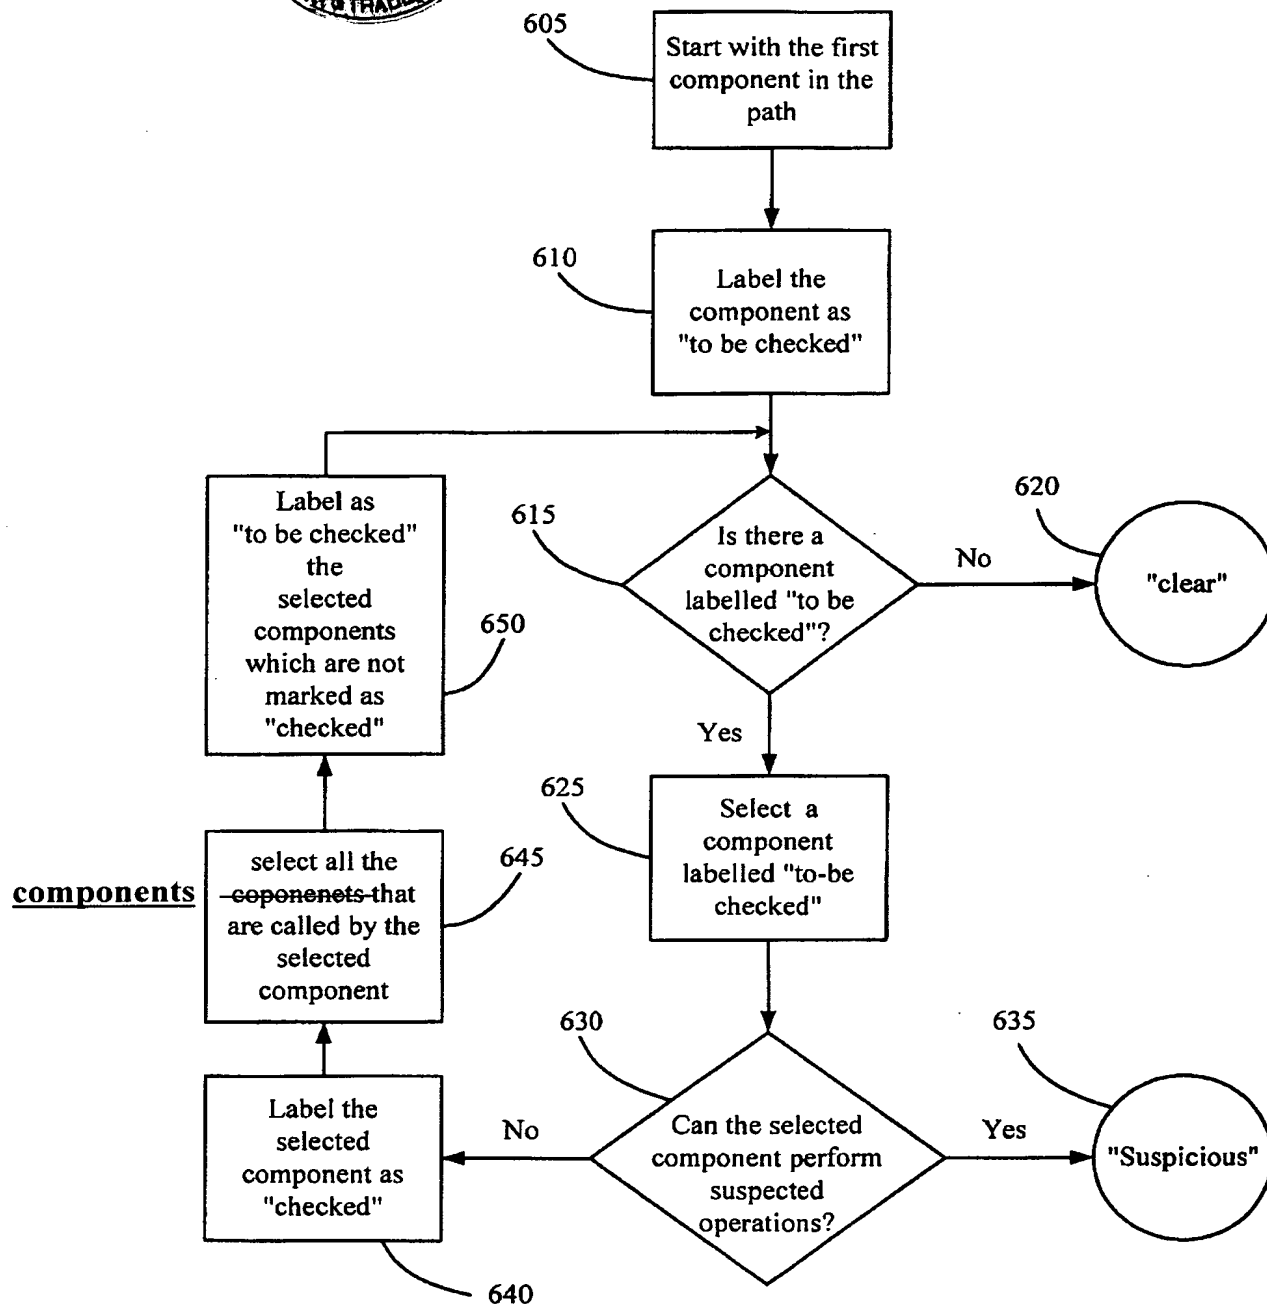 TRADE
605
Start with the first
component in the
path
610
Label the
component as
"to be checked"
615
Is there a
component
labelled "to be
checked"?
No
620
"clear"
Yes
625
Select a
component
labelled "to-be
checked"
630
Can the selected
component perform
suspected
operations?
Yes
635
"Suspicious"
No
640
Label the
selected
component as
"checked"
645
select all the
components
coponenets that
are called by the
selected
component
650
Label as
"to be checked"
the
selected
components
which are not
marked as
"checked"